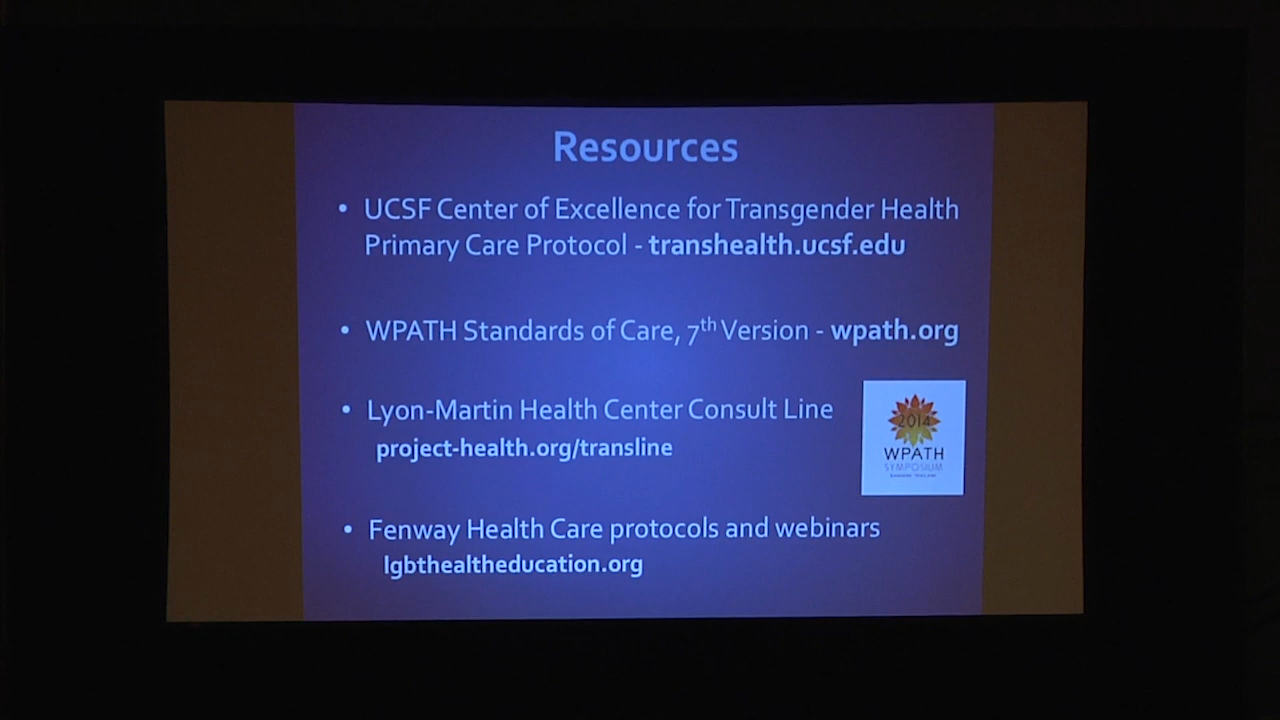 Resources
• UCSF Center of Excellence for Transgender Health
Primary Care Protocol - transhealth.ucsf.edu
• WPATH Standards of Care, 7th Version - wpath.org
• Lyon-Martin Health Center Consult Line
project-health.org/transline
2014
WPATH
SYMPOSIUM
• Fenway Health Care protocols and webinars
lgbthealtheducation.org